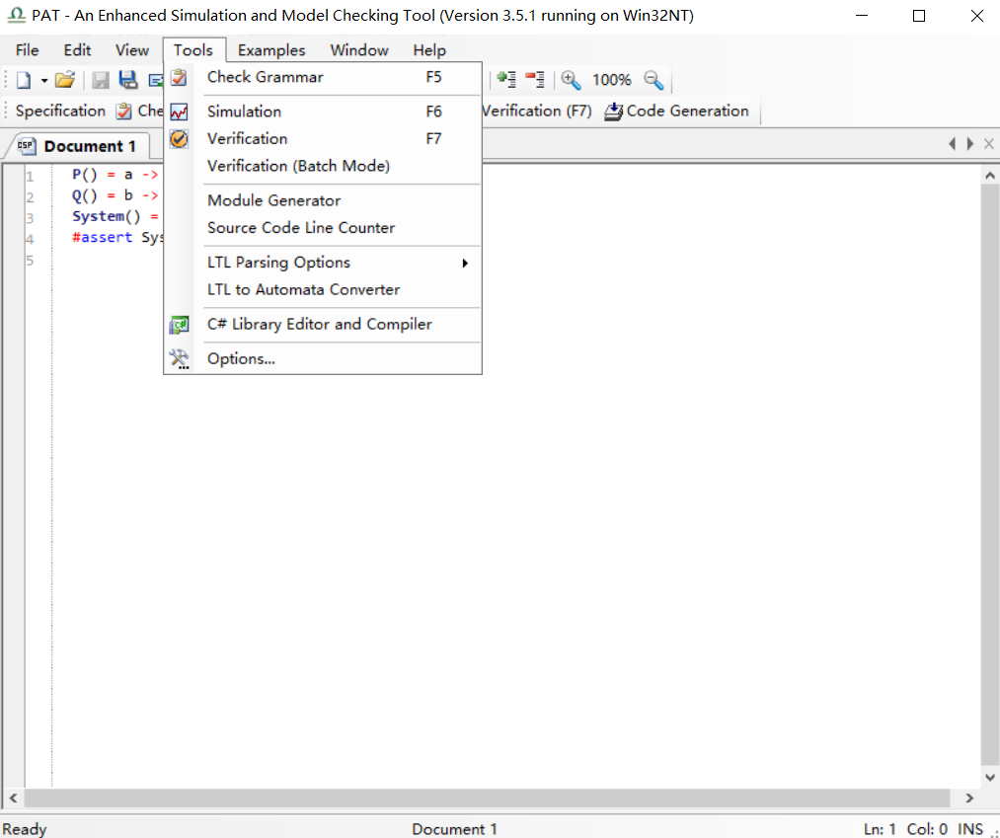 PAT - An Enhanced Simulation and Model Checking Tool (Version 3.5.1 running on Win32NT)
File Edit View Tools Examples Window Help
100%
Specification Che Verification (F7) Code Generation
CSP Document 1
Check Grammar F5
Simulation F6
Verification F7
Verification (Batch Mode)
Module Generator
Source Code Line Counter
LTL Parsing Options
LTL to Automata Converter
C# C# Library Editor and Compiler
Options...
1 P() = a ->
2 Q() = b ->
3 System() =
4 #assert Sys
5
Ready Document 1 Ln: 1 Col: 0 INS